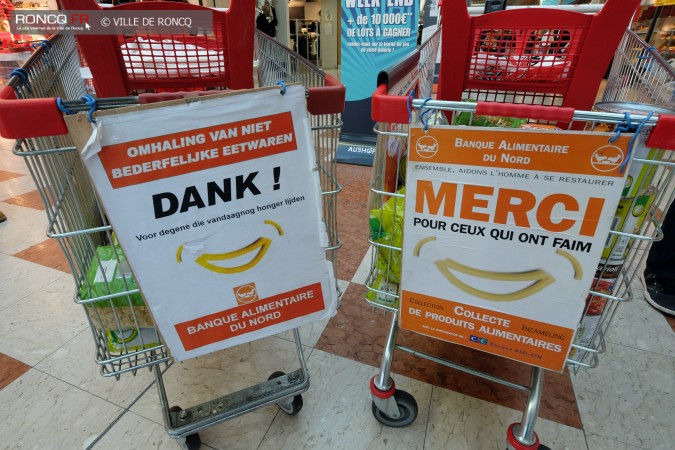 RONCQ.FR
© VILLE DE RONCQ
WEEK-END
+ de 10 000€
DE LOTS A GAGNER
OMHALING VAN NIET
BEDERFELIJKE EETWAREN
DANK !
Voor degene die vandaagnog honger lijden
BANQUE ALIMENTAIRE
DU NORD
BANQUE ALIMENTAIRE
DU NORD
ENSEMBLE, AIDONS L'HOMME À SE RESTAURER
MERCI
POUR CEUX QUI ONT FAIM
COLLECTION COLLECTE INZAMELING
DE PRODUITS ALIMENTAIRES